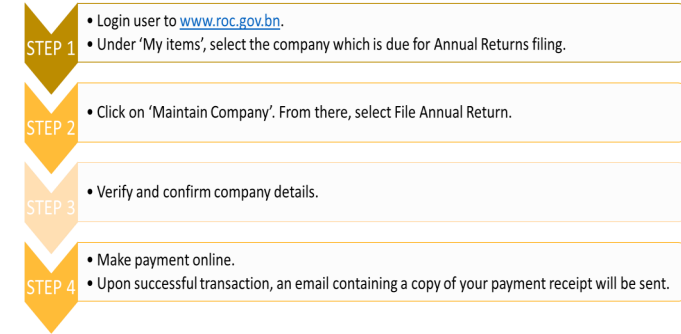 STEP 1
• Login user to www.roc.gov.bn.
• Under ‘My items’, select the company which is due for Annual Returns filing.
STEP 2
• Click on ‘Maintain Company’. From there, select File Annual Return.
STEP 3
• Verify and confirm company details.
STEP 4
• Make payment online.
• Upon successful transaction, an email containing a copy of your payment receipt will be sent.